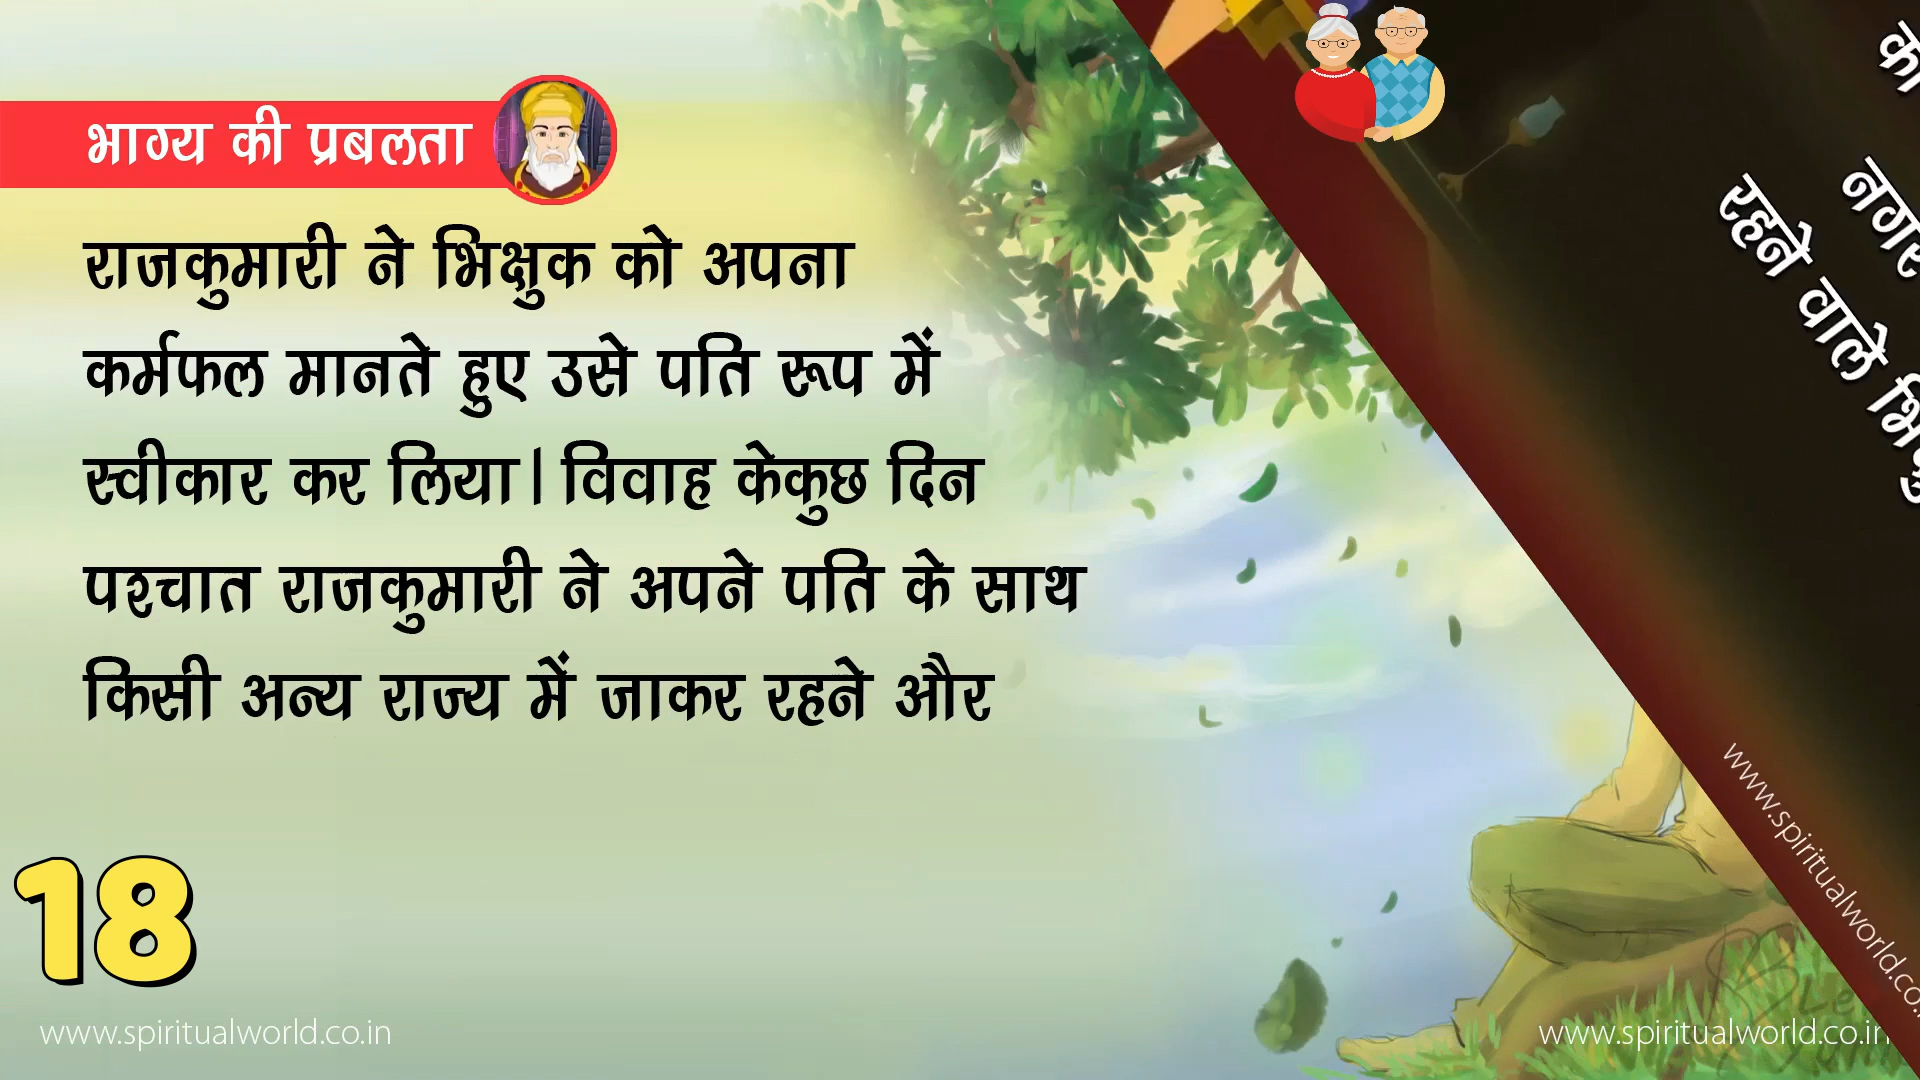 भाग्य की प्रबलता
राजकुमारी ने भिक्षुक को अपना
कर्मफल मानते हुए उसे पति रूप में
स्वीकार कर लिया। विवाह केकुछ दिन
पश्चात राजकुमारी ने अपने पति के साथ
किसी अन्य राज्य में जाकर रहने और
18
www.spiritualworld.co.in
रहने वाले
www.spiritualworld.co.in
www.spiritualworld.co.in